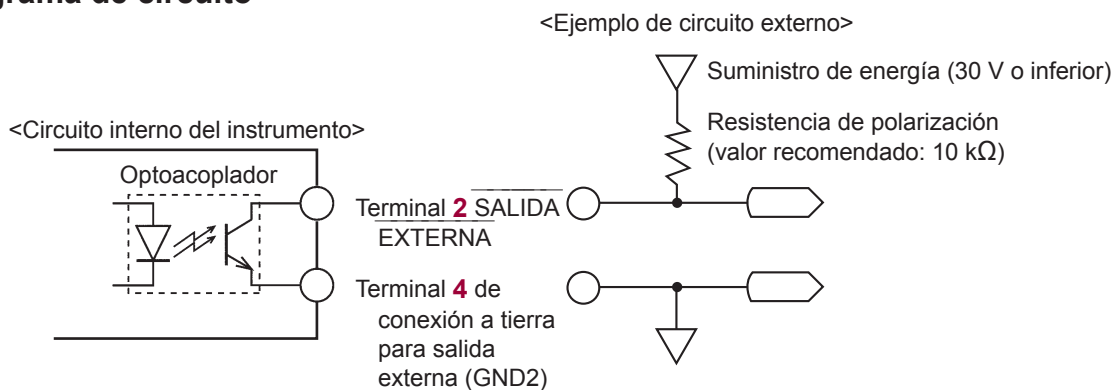 <Ejemplo de circuito externo>
Suministro de energía (30 V o inferior)
<Circuito interno del instrumento>
Resistencia de polarización
(valor recomendado: 10 kΩ)
Optoacoplador
Terminal 2 SALIDA
EXTERNA
Terminal 4 de
conexión a tierra
para salida
externa (GND2)